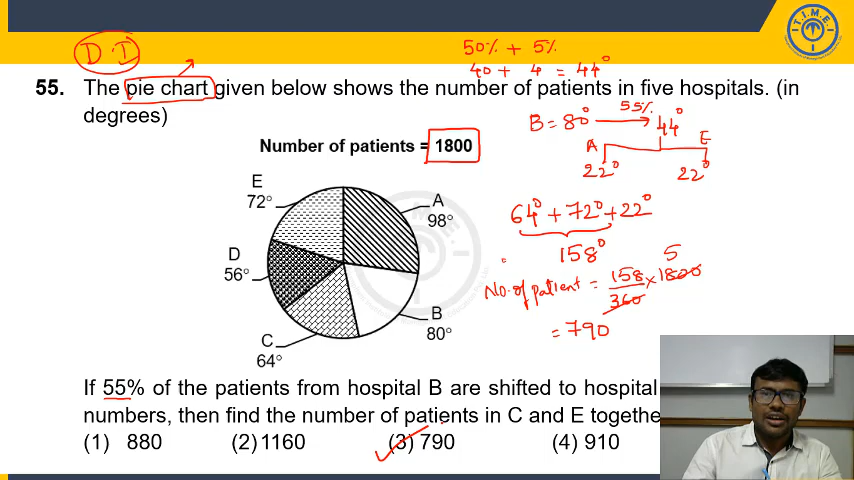 T.I.M.E.
D.I
50% + 5%
40 + 4 = 44°
55. The pie chart given below shows the number of patients in five hospitals. (in
degrees)
B = 80° 55% 44°
A E
22° 22°
Number of patients = 1800
E
72°
A
98°
D
56°
B
80°
C
64°
64° + 72° + 22°
158°
No. of patient = 158/360 × 1800 5
= 790
If 55% of the patients from hospital B are shifted to hospital
numbers, then find the number of patients in C and E togethe
(1) 880 (2) 1160 (3) 790 (4) 910